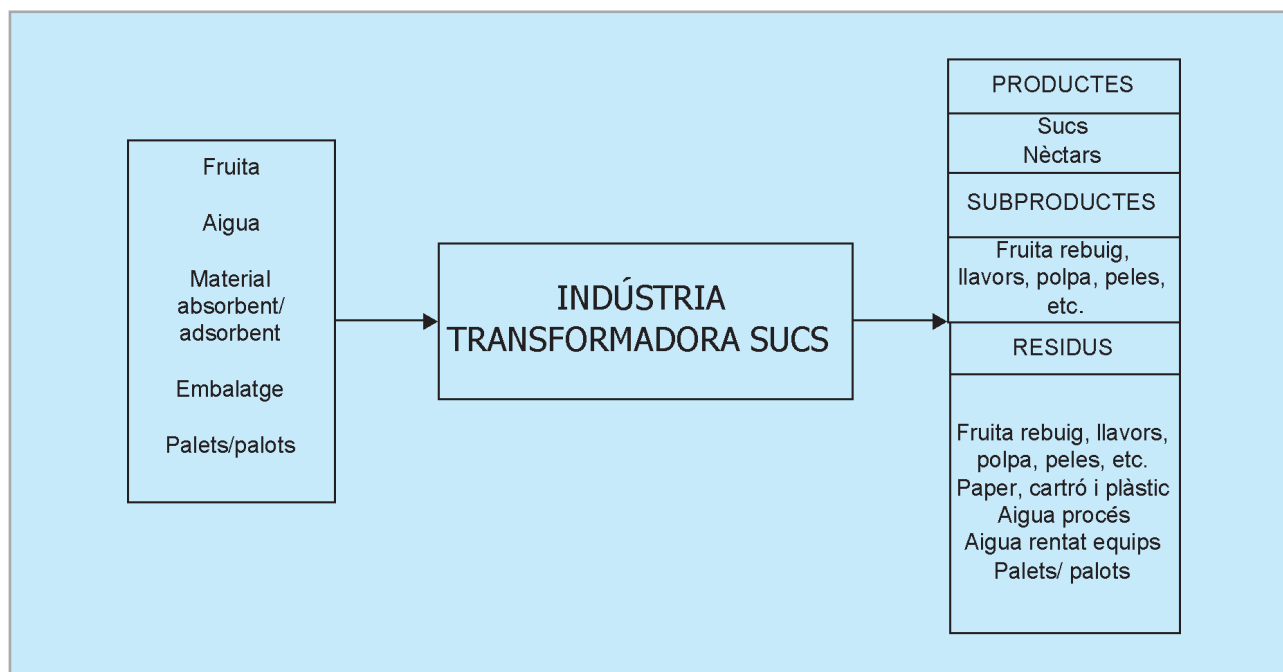 Fruita
Aigua
Material
absorbent/
adsorbent
Embalatge
Palets/palots
INDÚSTRIA
TRANSFORMADORA SUCS
PRODUCTES
Sucs
Nèctars
SUBPRODUCTES
Fruita rebuig,
llavors, polpa, peles,
etc.
RESIDUS
Fruita rebuig, llavors,
polpa, peles, etc.
Paper, cartró i plàstic
Aigua procés
Aigua rentat equips
Palets/ palots